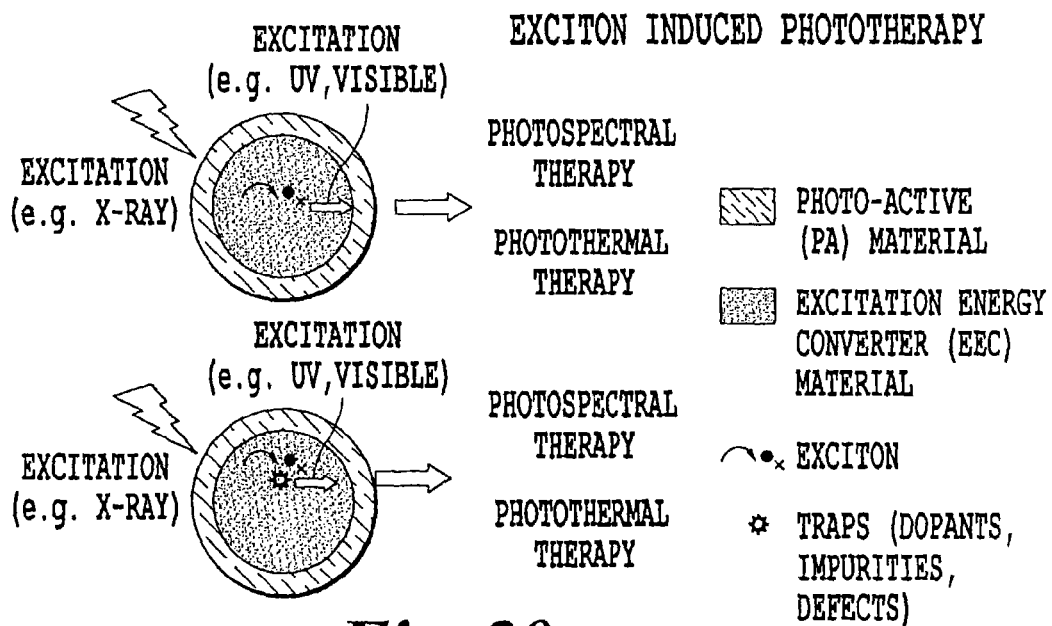 EXCITON INDUCED PHOTOTHERAPY
EXCITATION
(e.g. UV,VISIBLE)
EXCITATION
(e.g. X-RAY)
PHOTOSPECTRAL
THERAPY
PHOTOTHERMAL
THERAPY
EXCITATION
(e.g. UV,VISIBLE)
EXCITATION
(e.g. X-RAY)
PHOTOSPECTRAL
THERAPY
PHOTOTHERMAL
THERAPY
PHOTO-ACTIVE
(PA) MATERIAL
EXCITATION ENERGY
CONVERTER (EEC)
MATERIAL
EXCITON
TRAPS (DOPANTS,
IMPURITIES,
DEFECTS)